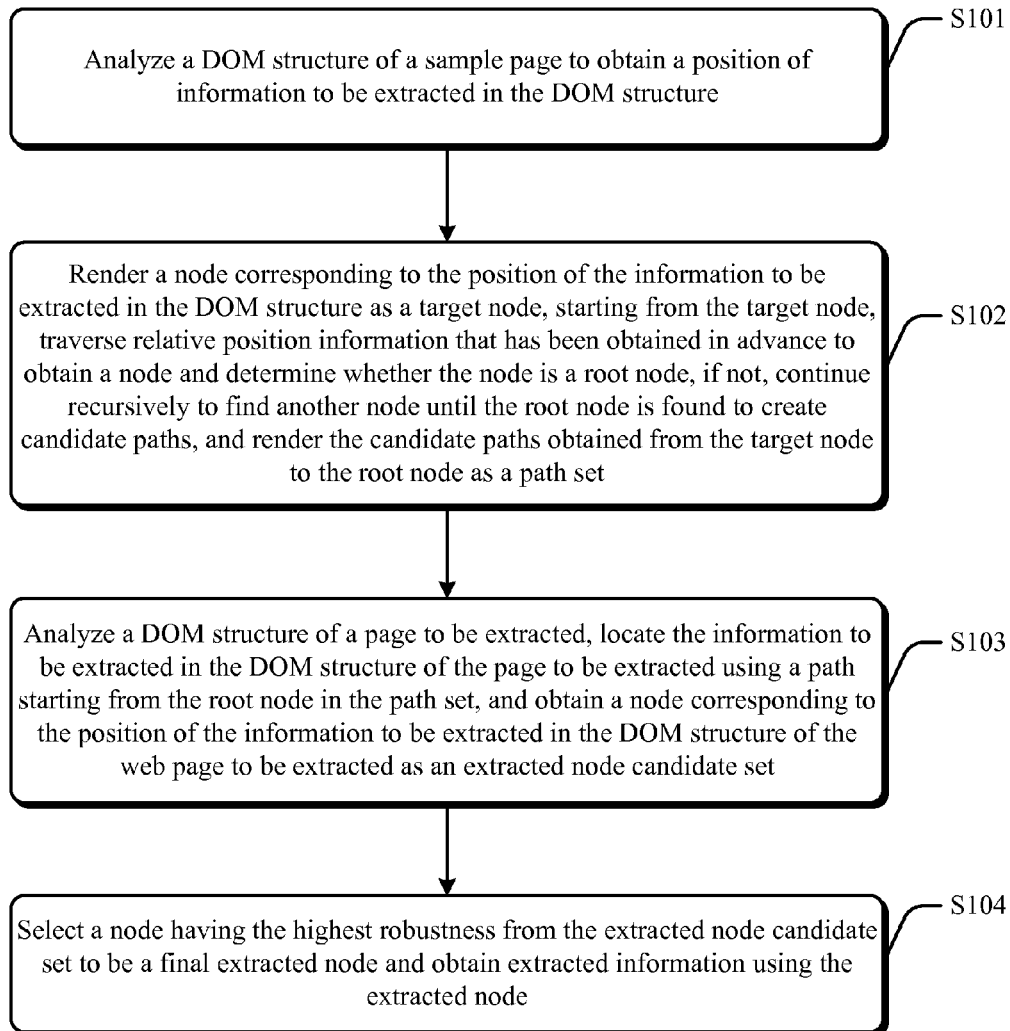 S101
Analyze a DOM structure of a sample page to obtain a position of
information to be extracted in the DOM structure
Render a node corresponding to the position of the information to be
extracted in the DOM structure as a target node, starting from the target node,
traverse relative position information that has been obtained in advance to
obtain a node and determine whether the node is a root node, if not, continue
recursively to find another node until the root node is found to create
candidate paths, and render the candidate paths obtained from the target node
to the root node as a path set
S102
Analyze a DOM structure of a page to be extracted, locate the information to
be extracted in the DOM structure of the page to be extracted using a path
starting from the root node in the path set, and obtain a node corresponding to
the position of the information to be extracted in the DOM structure of the
web page to be extracted as an extracted node candidate set
S103
Select a node having the highest robustness from the extracted node candidate
set to be a final extracted node and obtain extracted information using the
extracted node
S104